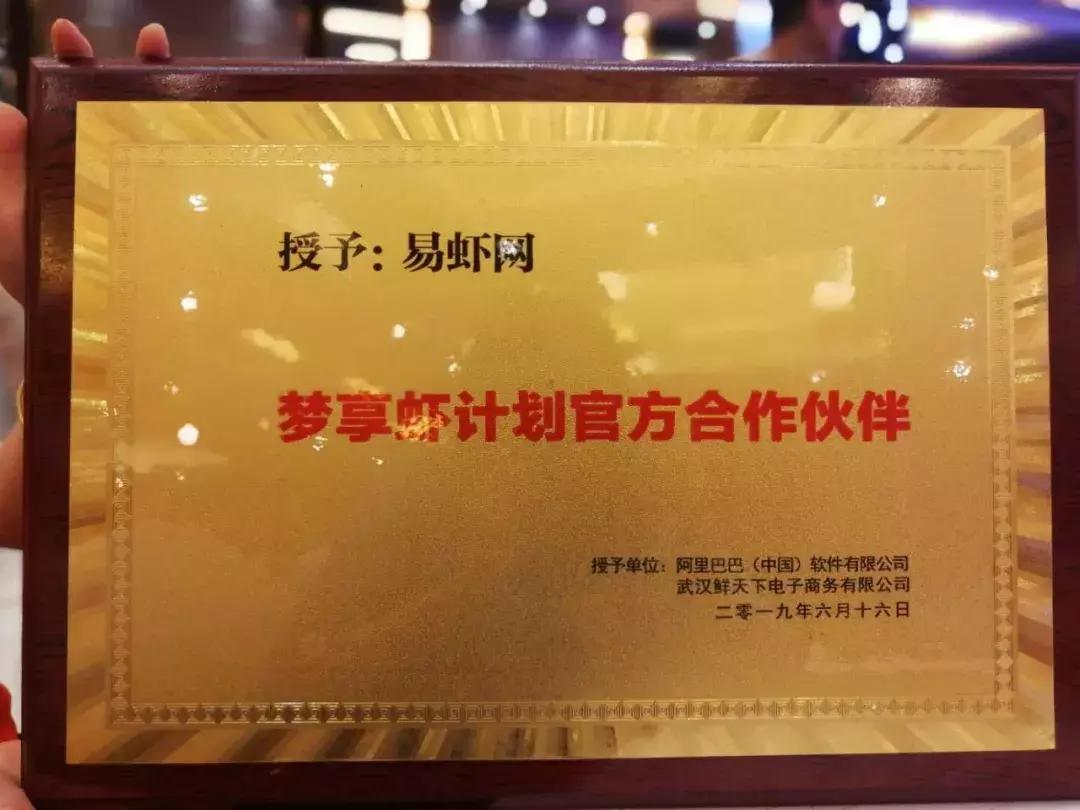 授予：易虾网
梦享虾计划官方合作伙伴
授予单位：阿里巴巴（中国）软件有限公司
武汉鲜天下电子商务有限公司
二零一九年六月十六日